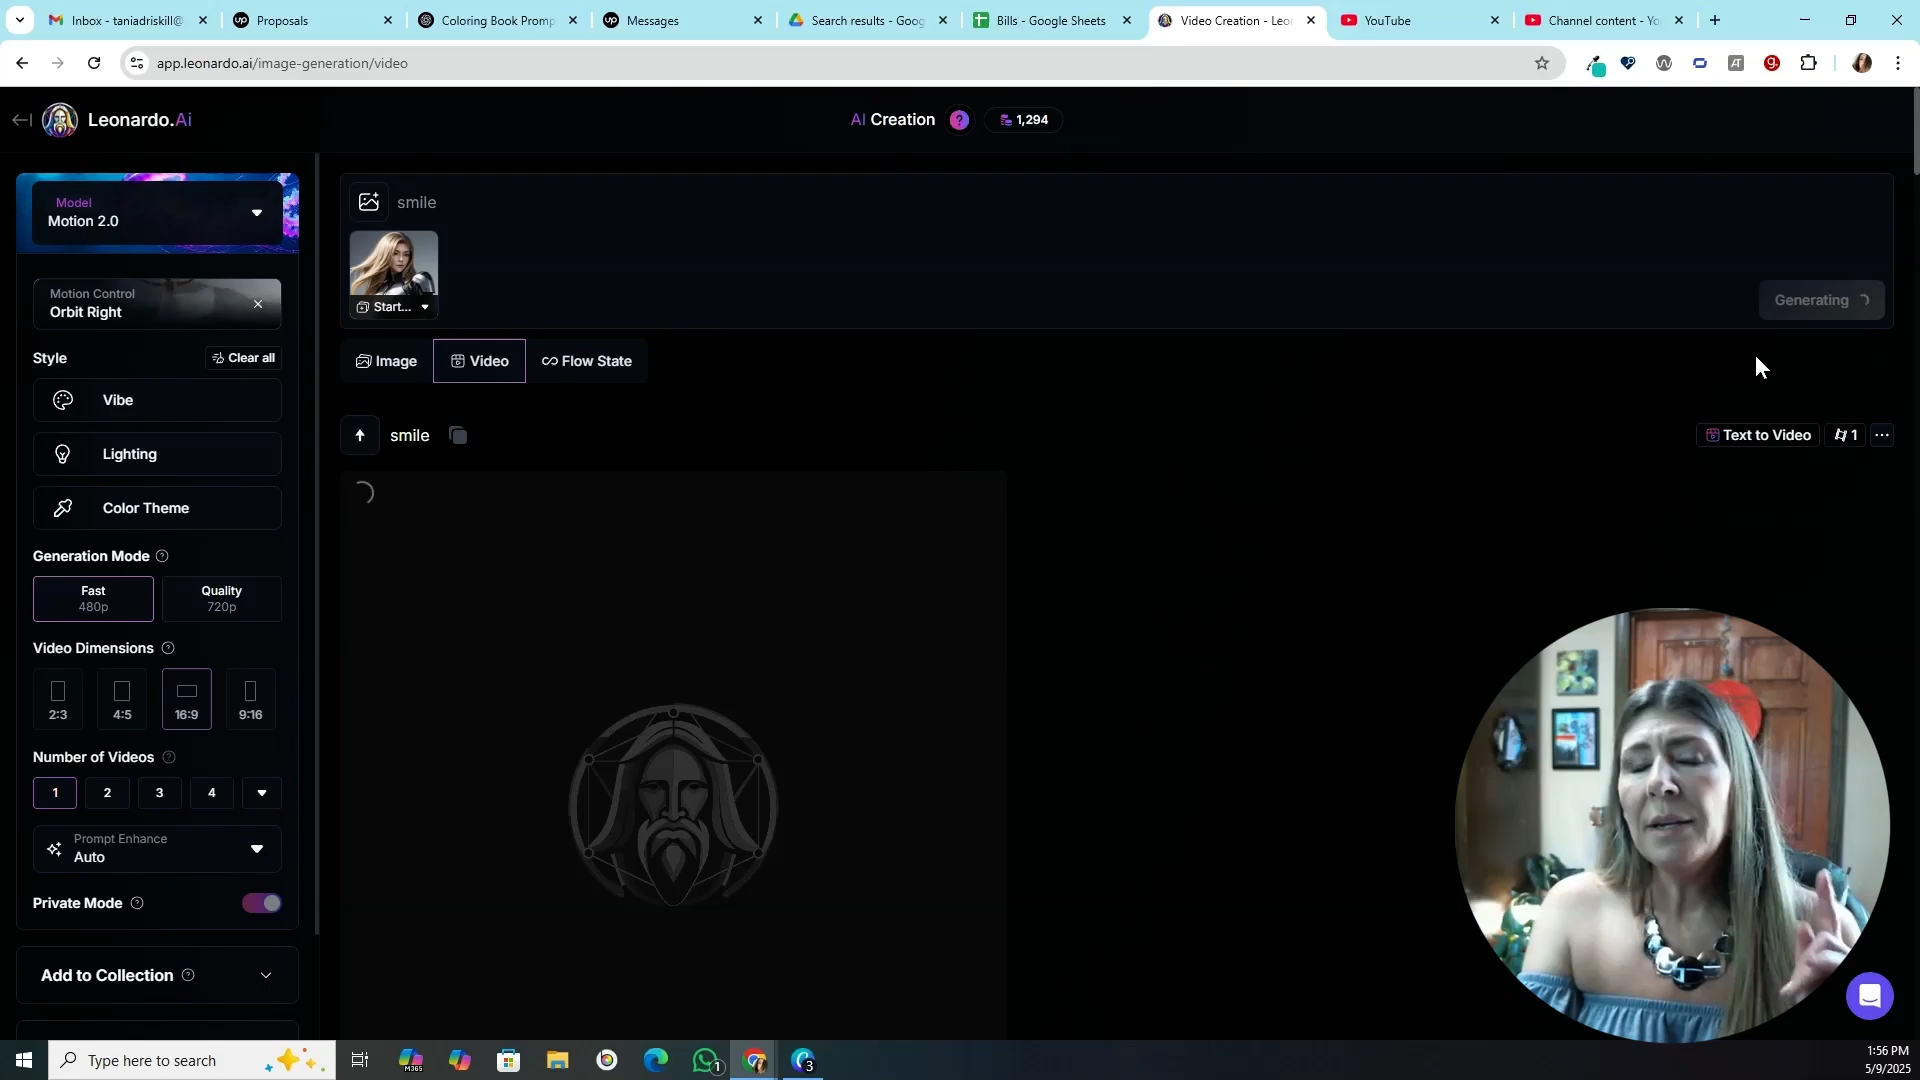 Inbox - taniadriskill@
Proposals
Coloring Book Promp
Messages
Search results - Goog
Bills - Google Sheets
Video Creation - Leo
YouTube
Channel content - Yo
app.leonardo.ai/image-generation/video
Leonardo.Ai
AI Creation
?
1,294
Model
Motion 2.0
smile
Motion Control
Orbit Right
Start...
Generating
Style
Clear all
Image
Video
Flow State
Vibe
smile
Text to Video
1
Lighting
Color Theme
Generation Mode
Fast
480p
Quality
720p
Video Dimensions
2:3
4:5
16:9
9:16
Number of Videos
1
2
3
4
Prompt Enhance
Auto
Private Mode
Add to Collection
Type here to search
M365
1
3
1:56 PM
5/9/2025